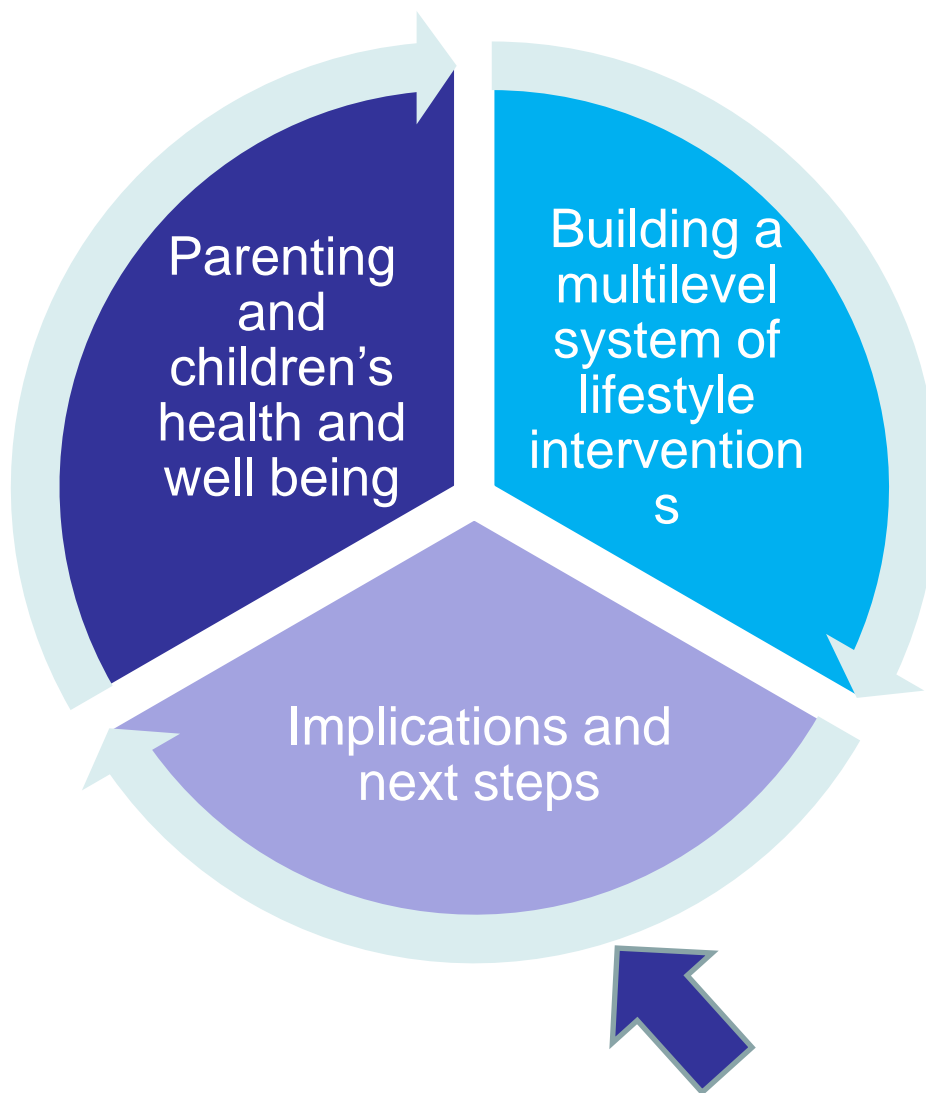 Parenting
and
children’s
health and
well being
Building a
multilevel
system of
lifestyle
intervention
s
Implications and
next steps